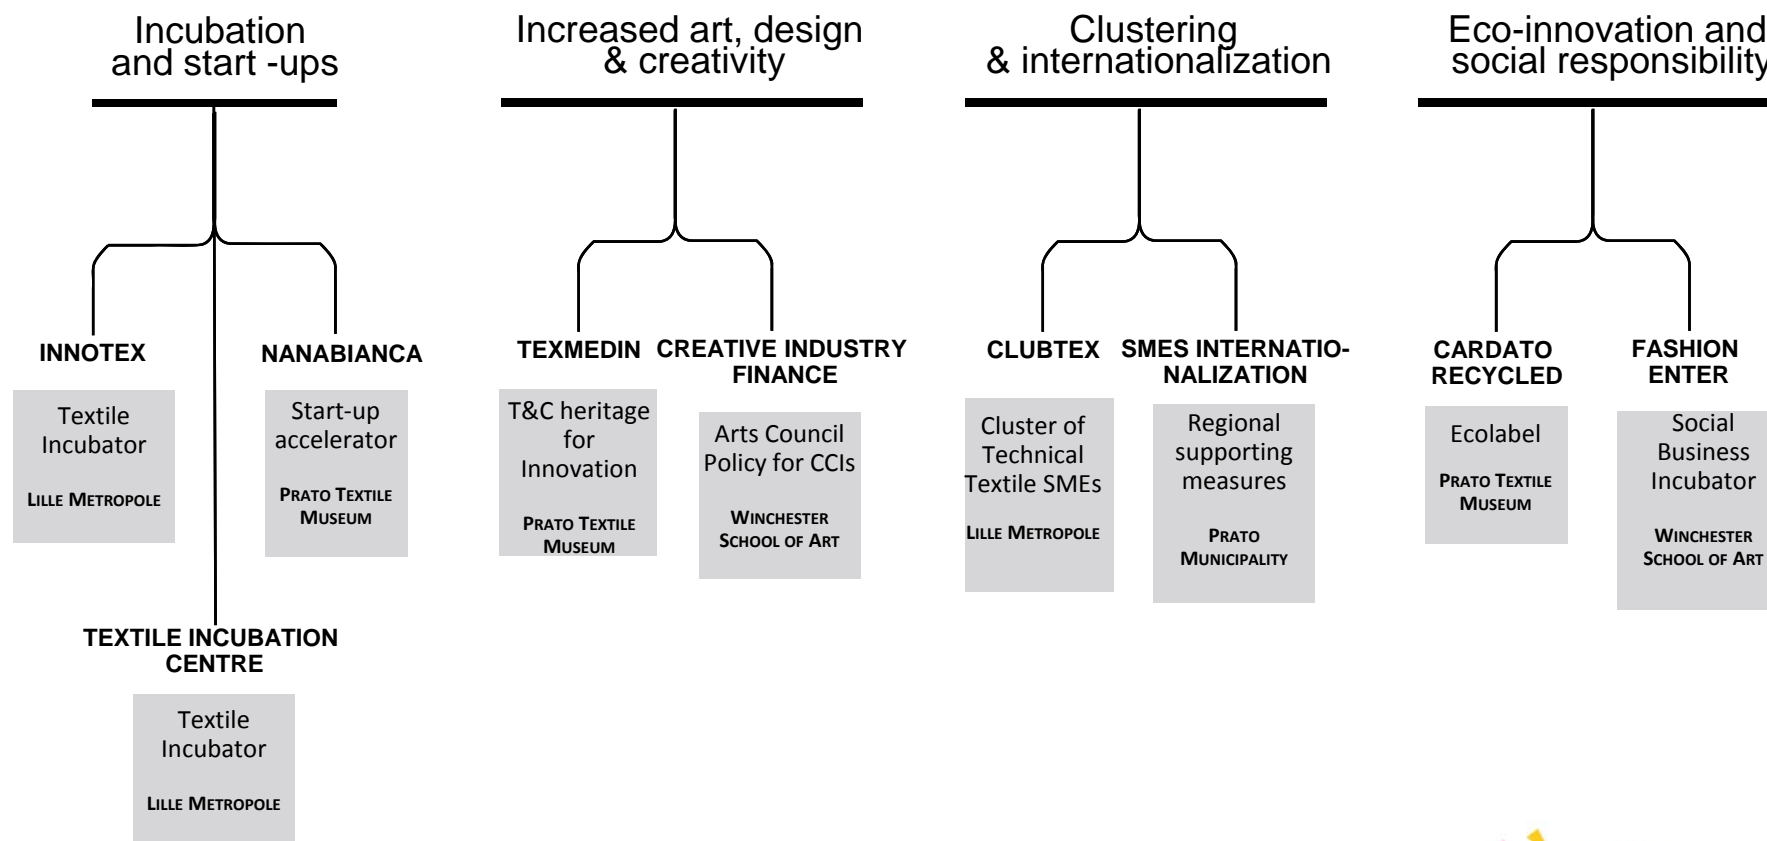 Incubation
and start -ups
Increased art, design
& creativity
Clustering
& internationalization
Eco-innovation and
social responsibility
INNOTEX
Textile
Incubator
LILLE METROPOLE
NANABIANCA
Start-up
accelerator
PRATO TEXTILE
MUSEUM
TEXTILE INCUBATION
CENTRE
Textile
Incubator
LILLE METROPOLE
TEXMEDIN
T&C heritage
for
Innovation
PRATO TEXTILE
MUSEUM
CREATIVE INDUSTRY
FINANCE
Arts Council
Policy for CCIs
WINCHESTER
SCHOOL OF ART
CLUBTEX
Cluster of
Technical
Textile SMEs
LILLE METROPOLE
SMES INTERNATIO-
NALIZATION
Regional
supporting
measures
PRATO
MUNICIPALITY
CARDATO
RECYCLED
Ecolabel
PRATO TEXTILE
MUSEUM
FASHION
ENTER
Social
Business
Incubator
WINCHESTER
SCHOOL OF ART